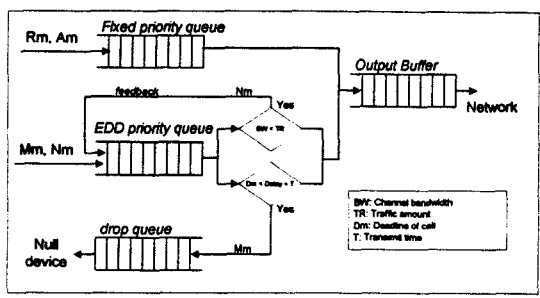 Fixed priority queue
Rm, Am
Output Buffer
feedback
Nm
Yes
Network
EDD priority queue
BW < TR
Mm, Nm
Dm < Delay + T
Yes
BW: Channel bandwidth
TR: Traffic amount
Dm: Deadline of cell
T: Transmit time
drop queue
Mm
Null
device